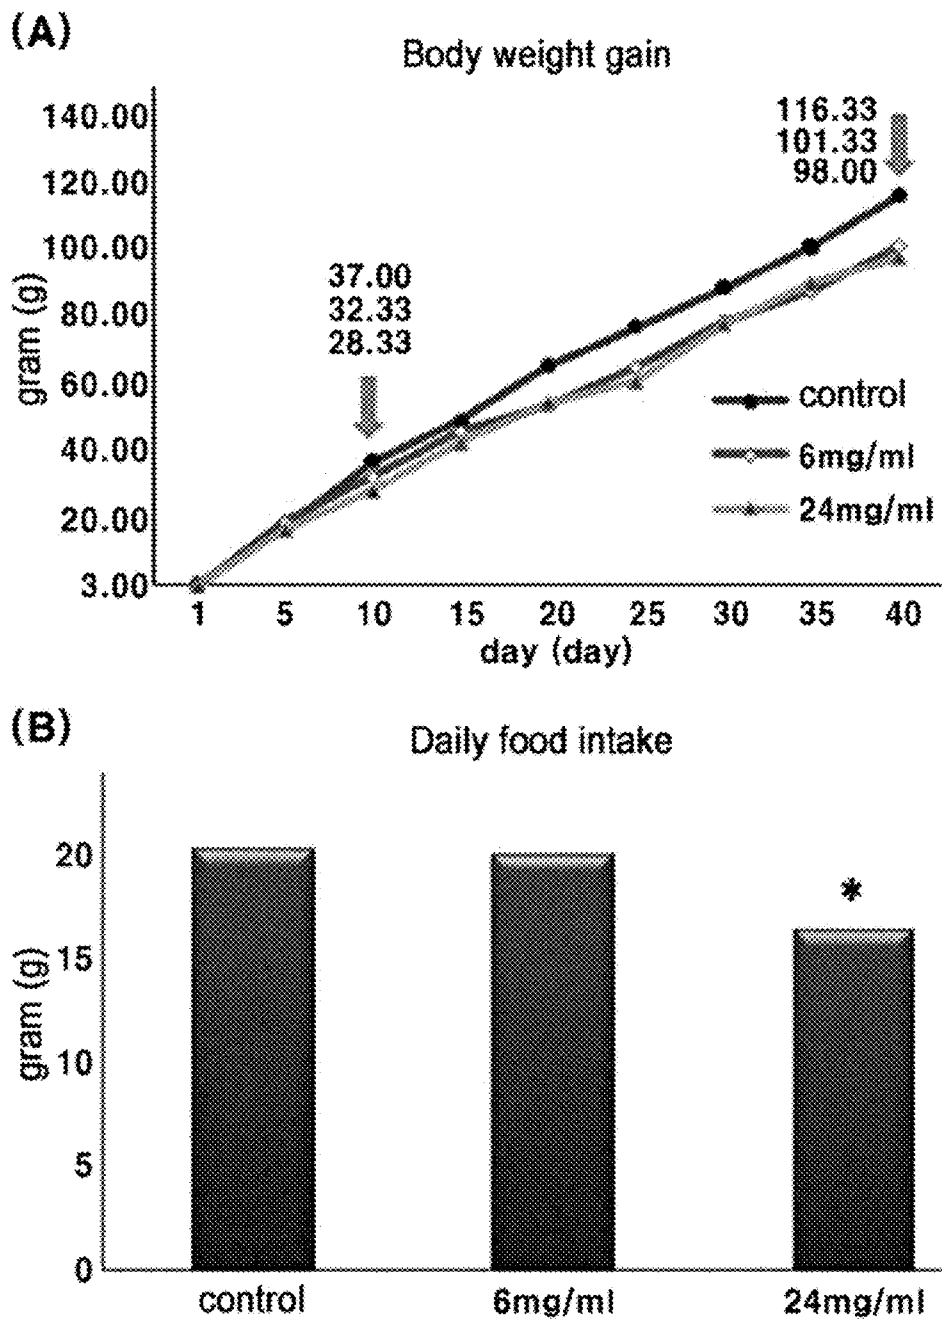 (A)
Body weight gain
140.00
120.00
100.00
80.00
60.00
40.00
20.00
3.00
gram (g)
116.33
101.33
98.00
37.00
32.33
28.33
control
6mg/ml
24mg/ml
1 5 10 15 20 25 30 35 40
day (day)
(B)
Daily food intake
20
15
10
5
0
gram (g)
*
control 6mg/ml 24mg/ml